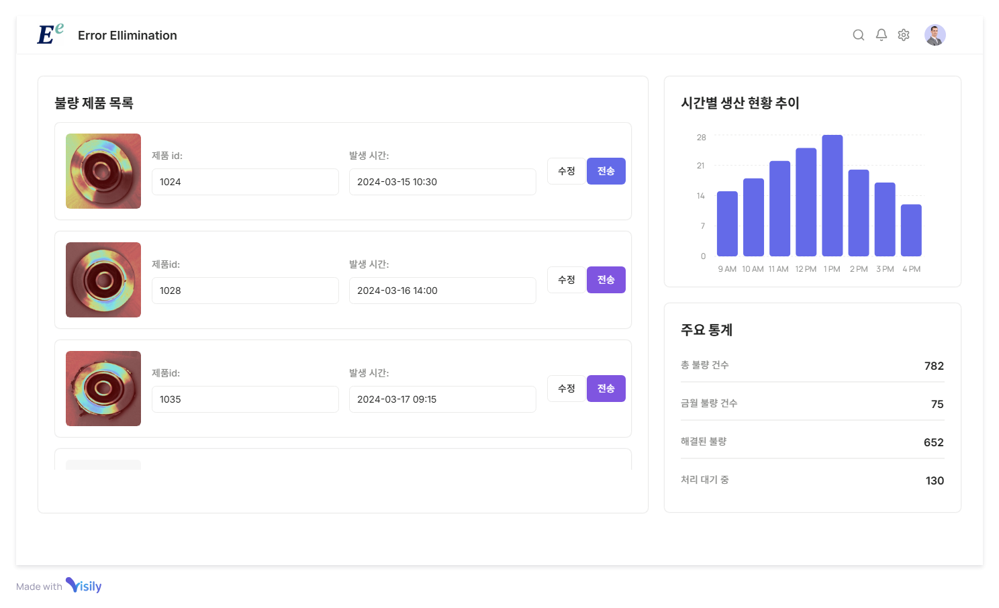 Ee
Error Ellimination
불량 제품 목록
제품 id:
발생 시간:
1024
2024-03-15 10:30
수정
전송
제품id:
발생 시간:
1028
2024-03-16 14:00
수정
전송
제품id:
발생 시간:
1035
2024-03-17 09:15
수정
전송
시간별 생산 현황 추이
28
21
14
7
0
9 AM 10 AM 11 AM 12 PM 1 PM 2 PM 3 PM 4 PM
주요 통계
총 불량 건수 782
금월 불량 건수 75
해결된 불량 652
처리 대기 중 130
Made with Visily